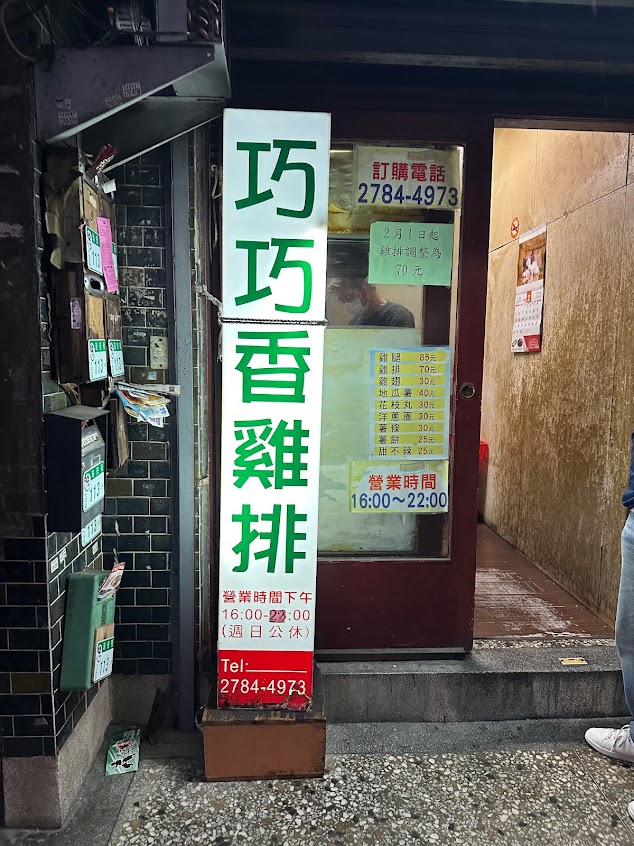 巧巧香雞排
營業時間下午
16:00-22:00
(週日公休)
Tel:
2784-4973
訂購電話
2784-4973
2月1日起
雞排調整為
70元
雞腿 85元
雞排 70元
雞翅 30元
地瓜薯 40元
花枝丸 30元
洋蔥圈 30元
薯條 30元
薯餅 25元
甜不辣 25元
營業時間
16:00~22:00
113
113
113
113